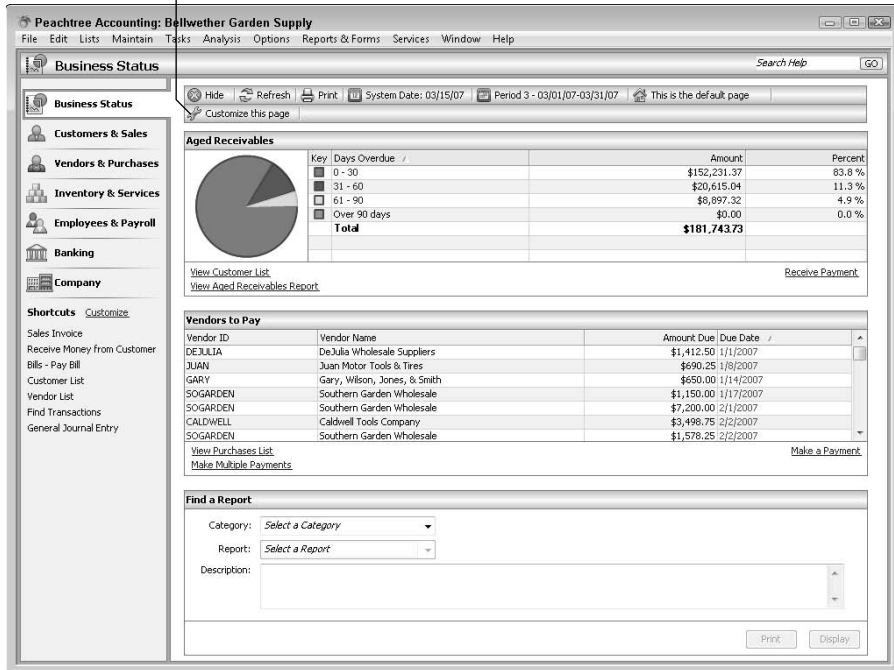 Peachtree Accounting: Bellwether Garden Supply
File Edit Lists Maintain Tasks Analysis Options Reports & Forms Services Window Help
Business Status
Search Help GO
Business Status
Customers & Sales
Vendors & Purchases
Inventory & Services
Employees & Payroll
Banking
Company
Shortcuts Customize
Sales Invoice
Receive Money from Customer
Bills - Pay Bill
Customer List
Vendor List
Find Transactions
General Journal Entry
Hide Refresh Print System Date: 03/15/07 Period 3 - 03/01/07-03/31/07 This is the default page
Customize this page
Aged Receivables
Key Days Overdue / Amount Percent
0 - 30 $152,231.37 83.8 %
31 - 60 $20,615.04 11.3 %
61 - 90 $8,897.32 4.9 %
Over 90 days $0.00 0.0 %
Total $181,743.73
View Customer List Receive Payment
View Aged Receivables Report
Vendors to Pay
Vendor ID Vendor Name Amount Due Due Date /
DEJULIA DeJulia Wholesale Suppliers $1,412.50 1/1/2007
JUAN Juan Motor Tools & Tires $690.25 1/8/2007
GARY Gary, Wilson, Jones, & Smith $650.00 1/14/2007
SOGARDEN Southern Garden Wholesale $1,150.00 1/17/2007
SOGARDEN Southern Garden Wholesale $7,200.00 2/1/2007
CALDWELL Caldwell Tools Company $3,498.75 2/2/2007
SOGARDEN Southern Garden Wholesale $1,578.25 2/2/2007
View Purchases List Make a Payment
Make Multiple Payments
Find a Report
Category: Select a Category
Report: Select a Report
Description:
Print Display